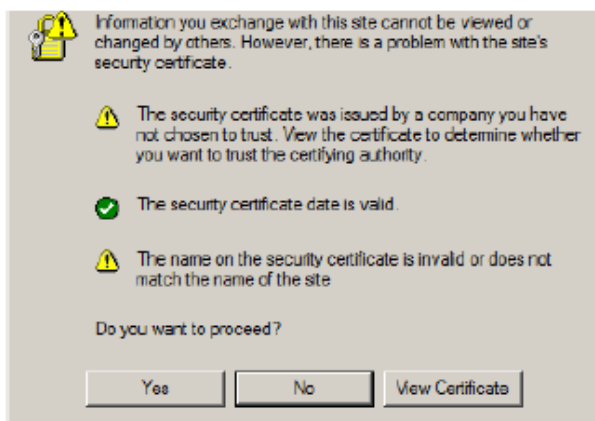 Information you exchange with this site cannot be viewed or
changed by others. However, there is a problem with the site's
security certificate.
The security certificate was issued by a company you have
not chosen to trust. View the certificate to determine whether
you want to trust the certifying authority.
The security certificate date is valid.
The name on the security certificate is invalid or does not
match the name of the site
Do you want to proceed?
Yes
No
View Certificate